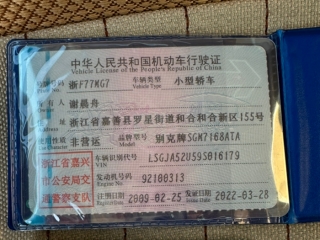 中华人民共和国机动车行驶证
Vehicle License of the People's Republic of China
号牌号码 浙F77MG7 车辆类型 Vehicle Type 小型轿车
所有人 谢晨舟
住址 浙江省嘉善县罗星街道和合和合新区155号
使用性质 非营运 品牌型号 Model 别克牌SGM7168ATA
浙江省嘉兴
市公安局交
通警察支队
车辆识别代号 VIN LSGJA52U59S016179
发动机号码 Engine No. 92180313
注册日期 2009-02-25 发证日期 Issue Date 2022-03-28